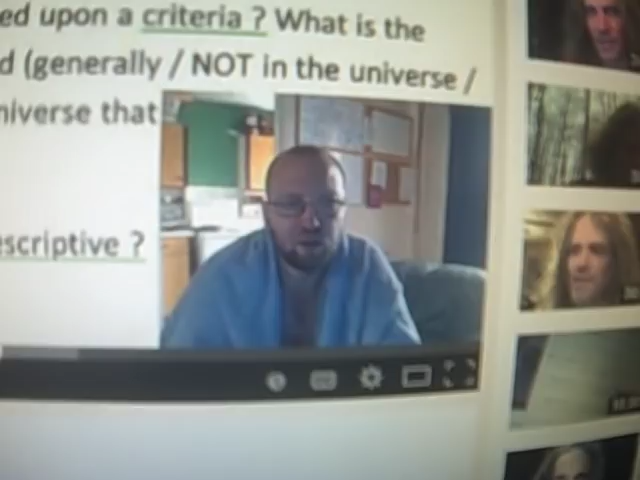 ed upon a criteria ? What is the
d (generally / NOT in the universe /
niverse that
escriptive ?